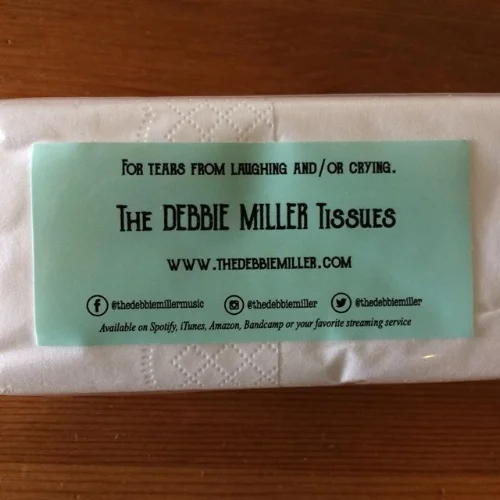 For tears from laughing and/or crying.
The DEBBIE MILLER Tissues
www.thedebbiemiller.com
@thedebbiemillermusic @thedebbiemiller @thedebbiemiller
Available on Spotify, iTunes, Amazon, Bandcamp or your favorite streaming service